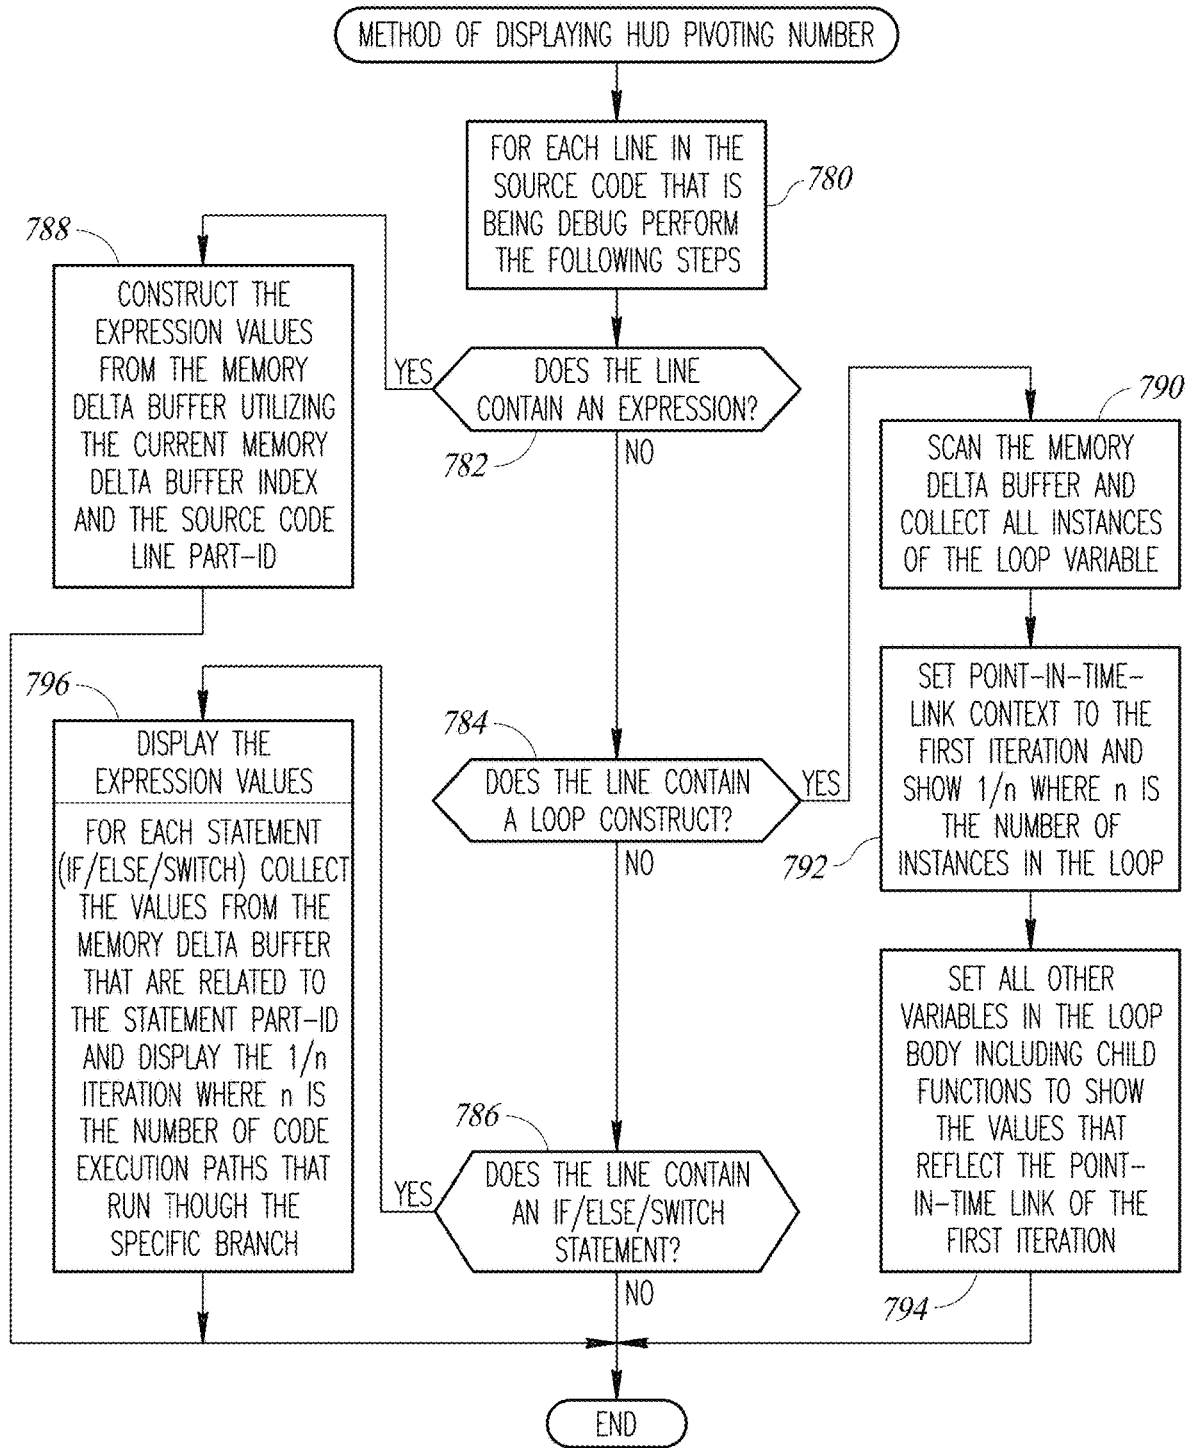 METHOD OF DISPLAYING HUD PIVOTING NUMBER
FOR EACH LINE IN THE
SOURCE CODE THAT IS
BEING DEBUG PERFORM
THE FOLLOWING STEPS
780
788
CONSTRUCT THE
EXPRESSION VALUES
FROM THE MEMORY
DELTA BUFFER UTILIZING
THE CURRENT MEMORY
DELTA BUFFER INDEX
AND THE SOURCE CODE
LINE PART-ID
YES
DOES THE LINE
CONTAIN AN EXPRESSION?
782
NO
790
SCAN THE MEMORY
DELTA BUFFER AND
COLLECT ALL INSTANCES
OF THE LOOP VARIABLE
SET POINT-IN-TIME-
LINK CONTEXT TO THE
FIRST ITERATION AND
SHOW 1/n WHERE n IS
THE NUMBER OF
INSTANCES IN THE LOOP
792
784
DOES THE LINE CONTAIN
A LOOP CONSTRUCT?
YES
NO
796
DISPLAY THE
EXPRESSION VALUES
FOR EACH STATEMENT
(IF/ELSE/SWITCH) COLLECT
THE VALUES FROM THE
MEMORY DELTA BUFFER
THAT ARE RELATED TO
THE STATEMENT PART-ID
AND DISPLAY THE 1/n
ITERATION WHERE n IS
THE NUMBER OF CODE
EXECUTION PATHS THAT
RUN THOUGH THE
SPECIFIC BRANCH
SET ALL OTHER
VARIABLES IN THE LOOP
BODY INCLUDING CHILD
FUNCTIONS TO SHOW
THE VALUES THAT
REFLECT THE POINT-
IN-TIME LINK OF THE
FIRST ITERATION
794
786
YES
DOES THE LINE CONTAIN
AN IF/ELSE/SWITCH
STATEMENT?
NO
END